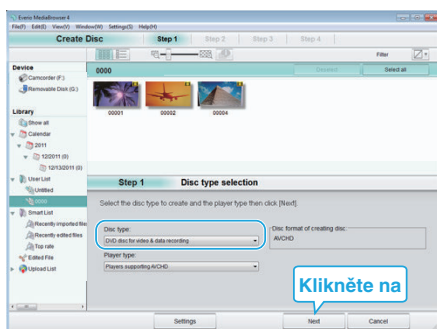 Everio MediaBrowser 4
File(F) Edit(E) View(V) Window(W) Settings(S) Help(H)
Create Disc Step 1 Step 2 Step 3 Step 4
Filter
Device
Camcorder (F:)
Removable Disk (G:)
0000 Deselect Select all
00001 00002 00004
Library
Show all
Calendar
2011
12/2011 (0)
12/13/2011 (0)
User List
Untitled
0000
Smart List
Recently imported file
Recently edited files
Top rate
Edited File
Upload List
Step 1 Disc type selection
Select the disc type to create and the player type then click [Next].
Disc type:
DVD disc for video & data recording
Disc format of creating disc:
AVCHD
Player type:
Players supporting AVCHD
Klikněte na
Settings Next Cancel